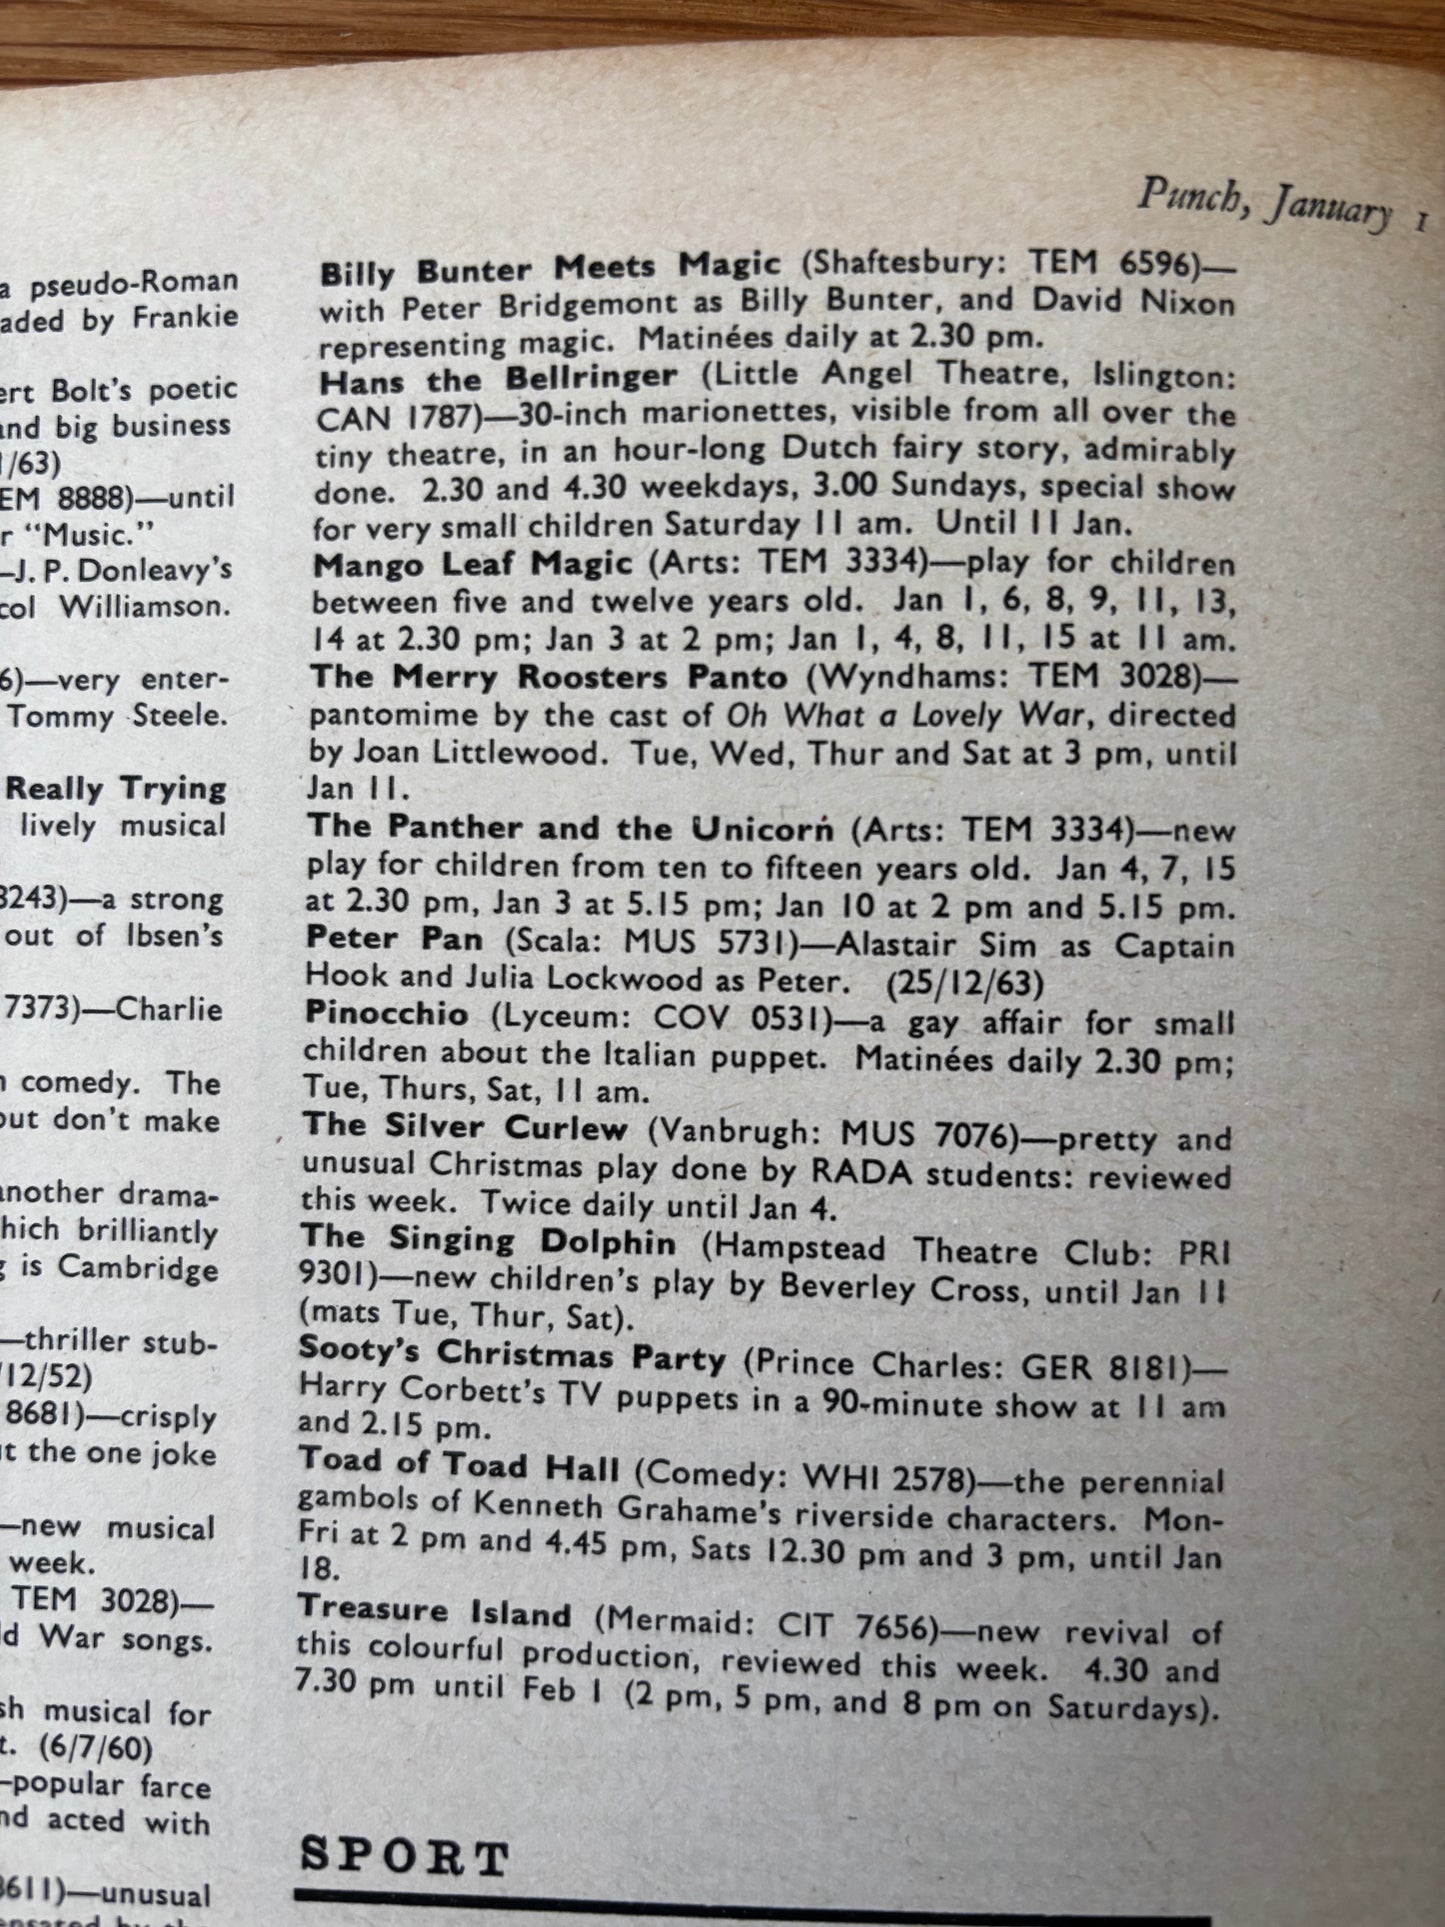 Punch, January 1
a pseudo-Roman
aded by Frankie
ert Bolt's poetic
and big business
1/63)
EM 8888)—until
r "Music."
—J. P. Donleavy's
col Williamson.
6)—very enter-
Tommy Steele.
Really Trying
lively musical
8243)—a strong
out of Ibsen's
7373)—Charlie
n comedy. The
out don't make
another drama-
hich brilliantly
g is Cambridge
—thriller stub-
/12/52)
8681)—crisply
t the one joke
—new musical
week.
TEM 3028)—
ld War songs.
sh musical for
t. (6/7/60)
—popular farce
nd acted with
8611)—unusual
Billy Bunter Meets Magic (Shaftesbury: TEM 6596)—
with Peter Bridgemont as Billy Bunter, and David Nixon
representing magic. Matinées daily at 2.30 pm.
Hans the Bellringer (Little Angel Theatre, Islington:
CAN 1787)—30-inch marionettes, visible from all over the
tiny theatre, in an hour-long Dutch fairy story, admirably
done. 2.30 and 4.30 weekdays, 3.00 Sundays, special show
for very small children Saturday 11 am. Until 11 Jan.
Mango Leaf Magic (Arts: TEM 3334)—play for children
between five and twelve years old. Jan 1, 6, 8, 9, 11, 13,
14 at 2.30 pm; Jan 3 at 2 pm; Jan 1, 4, 8, 11, 15 at 11 am.
The Merry Roosters Panto (Wyndhams: TEM 3028)—
pantomime by the cast of Oh What a Lovely War, directed
by Joan Littlewood. Tue, Wed, Thur and Sat at 3 pm, until
Jan 11.
The Panther and the Unicorn (Arts: TEM 3334)—new
play for children from ten to fifteen years old. Jan 4, 7, 15
at 2.30 pm, Jan 3 at 5.15 pm; Jan 10 at 2 pm and 5.15 pm.
Peter Pan (Scala: MUS 5731)—Alastair Sim as Captain
Hook and Julia Lockwood as Peter. (25/12/63)
Pinocchio (Lyceum: COV 0531)—a gay affair for small
children about the Italian puppet. Matinées daily 2.30 pm;
Tue, Thurs, Sat, 11 am.
The Silver Curlew (Vanbrugh: MUS 7076)—pretty and
unusual Christmas play done by RADA students: reviewed
this week. Twice daily until Jan 4.
The Singing Dolphin (Hampstead Theatre Club: PRI
9301)—new children's play by Beverley Cross, until Jan 11
(mats Tue, Thur, Sat).
Sooty's Christmas Party (Prince Charles: GER 8181)—
Harry Corbett's TV puppets in a 90-minute show at 11 am
and 2.15 pm.
Toad of Toad Hall (Comedy: WHI 2578)—the perennial
gambols of Kenneth Grahame's riverside characters. Mon-
Fri at 2 pm and 4.45 pm, Sats 12.30 pm and 3 pm, until Jan
18.
Treasure Island (Mermaid: CIT 7656)—new revival of
this colourful production, reviewed this week. 4.30 and
7.30 pm until Feb 1 (2 pm, 5 pm, and 8 pm on Saturdays).
SPORT